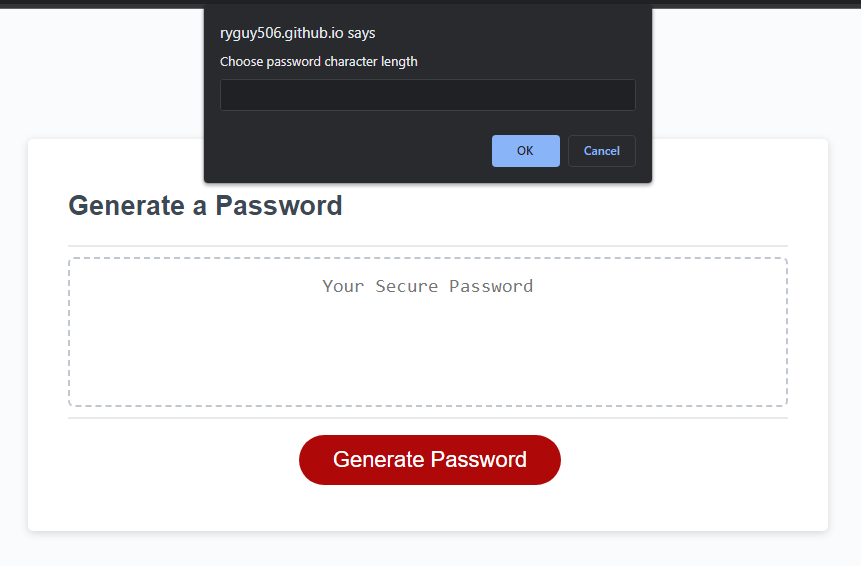 ryguy506.github.io says
Choose password character length
OK
Cancel
Generate a Password
Your Secure Password
Generate Password